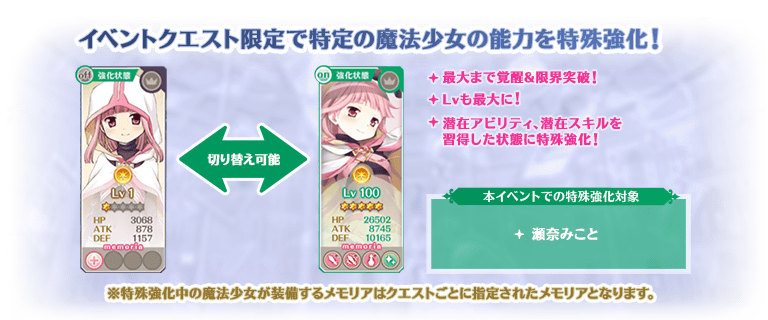 イベントクエスト限定で特定の魔法少女の能力を特殊強化!
off 強化状態
Lv 1
HP 3068
ATK 878
DEF 1157
memoria
切り替え可能
on 強化状態
Lv 100
HP 26502
ATK 8745
DEF 10165
memoria
最大まで覚醒&限界突破!
Lvも最大に!
潜在アビリティ、潜在スキルを
習得した状態に特殊強化!
本イベントでの特殊強化対象
瀬奈みこと
※特殊強化中の魔法少女が装備するメモリアはクエストごとに指定されたメモリアとなります。